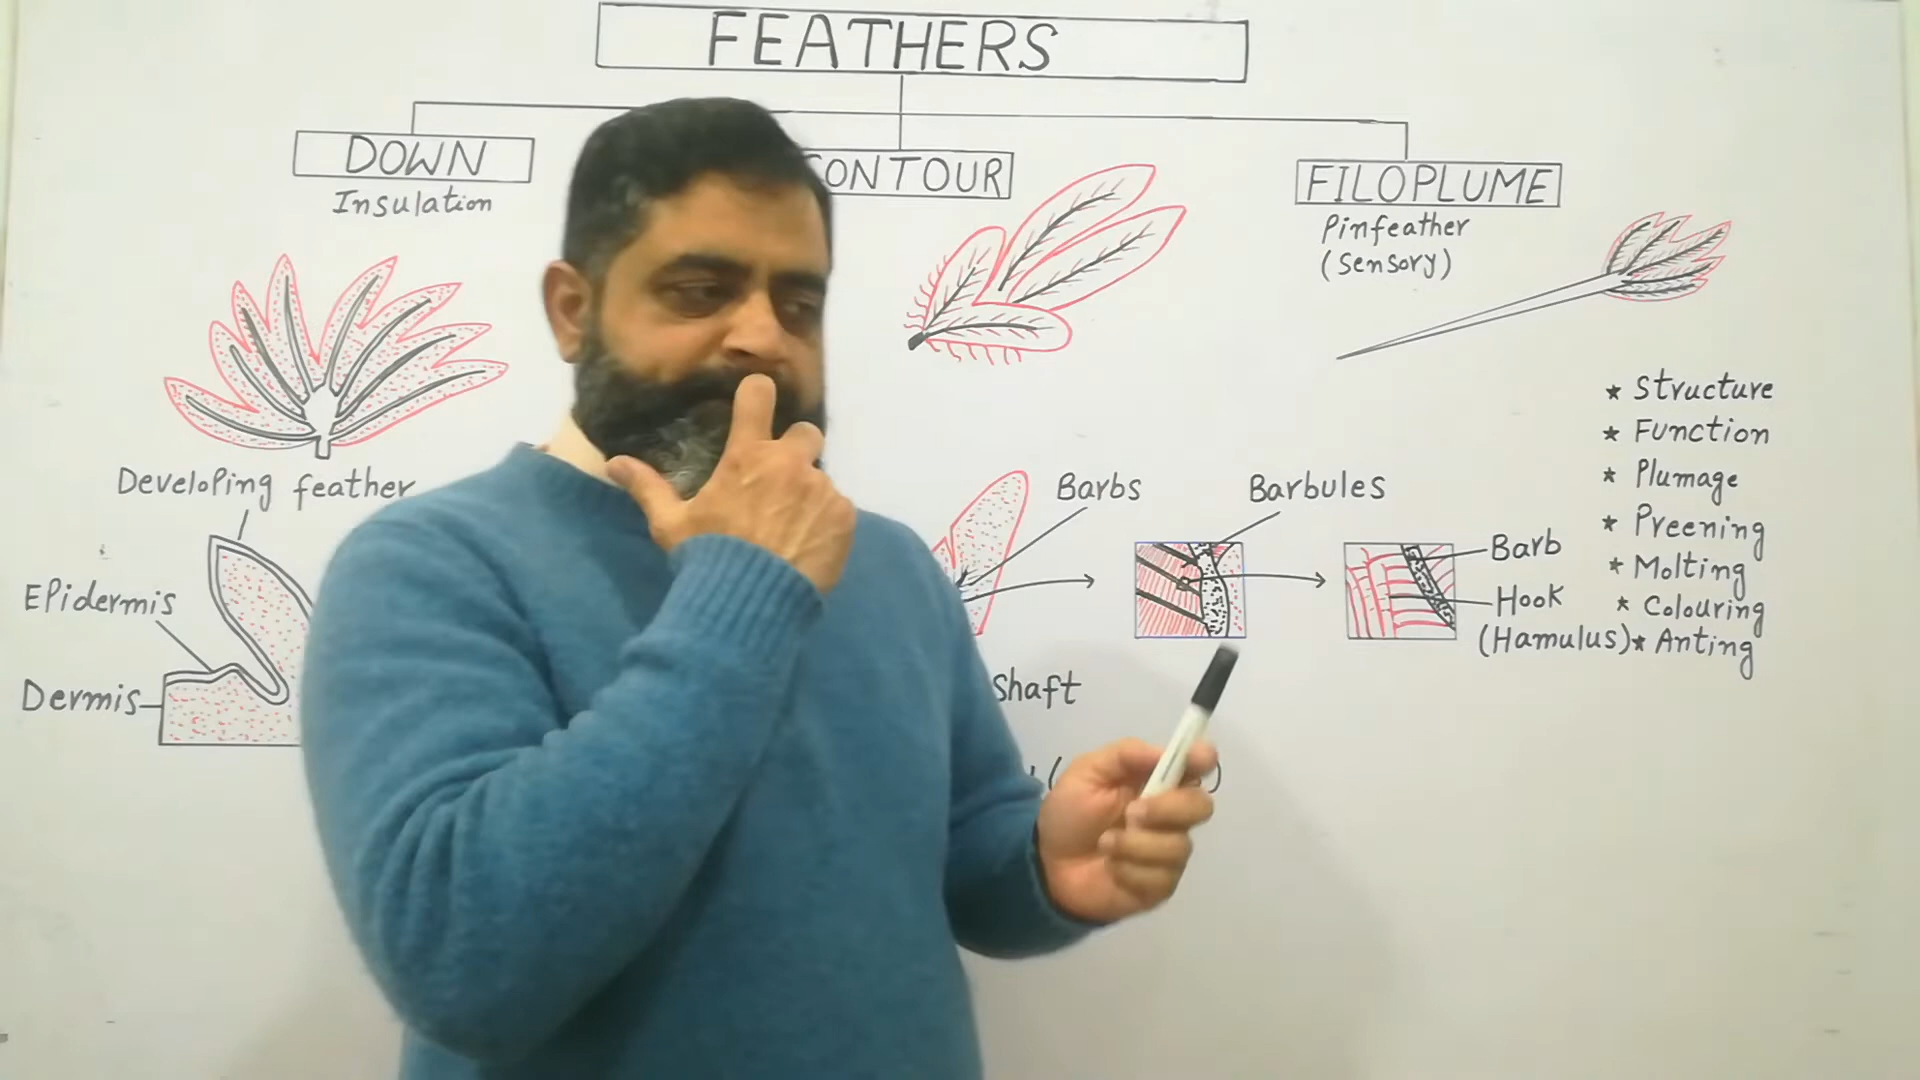 FEATHERS
DOWN
Insulation
CONTOUR
FILOPLUME
Pinfeather
(Sensory)
Developing feather
Epidermis
Dermis
Barbs
Barbules
Barb
Hook
(Hamulus)
Shaft
* Structure
* Function
* Plumage
* Preening
* Molting
* Colouring
* Anting